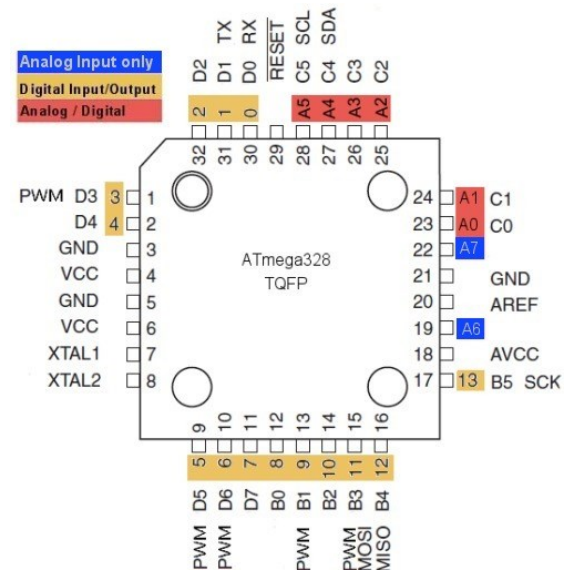 Analog Input only
Digital Input/Output
Analog / Digital
D2
D1 TX
D0 RX
RESET
C5 SCL
C4 SDA
C3
C2
2
1
0
A5
A4
A3
A2
32
31
30
29
28
27
26
25
PWM D3 3 1
D4 4 2
GND 3
VCC 4
GND 5
VCC 6
XTAL1 7
XTAL2 8
ATmega328
TQFP
24 A1 C1
23 A0 C0
22 A7
21 GND
20 AREF
19 A6
18 AVCC
17 13 B5 SCK
9
10
11
12
13
14
15
16
5
6
7
8
9
10
11
12
PWM D5
PWM D6
D7
B0
PWM B1
B2
PWM MOSI B3
MISO B4